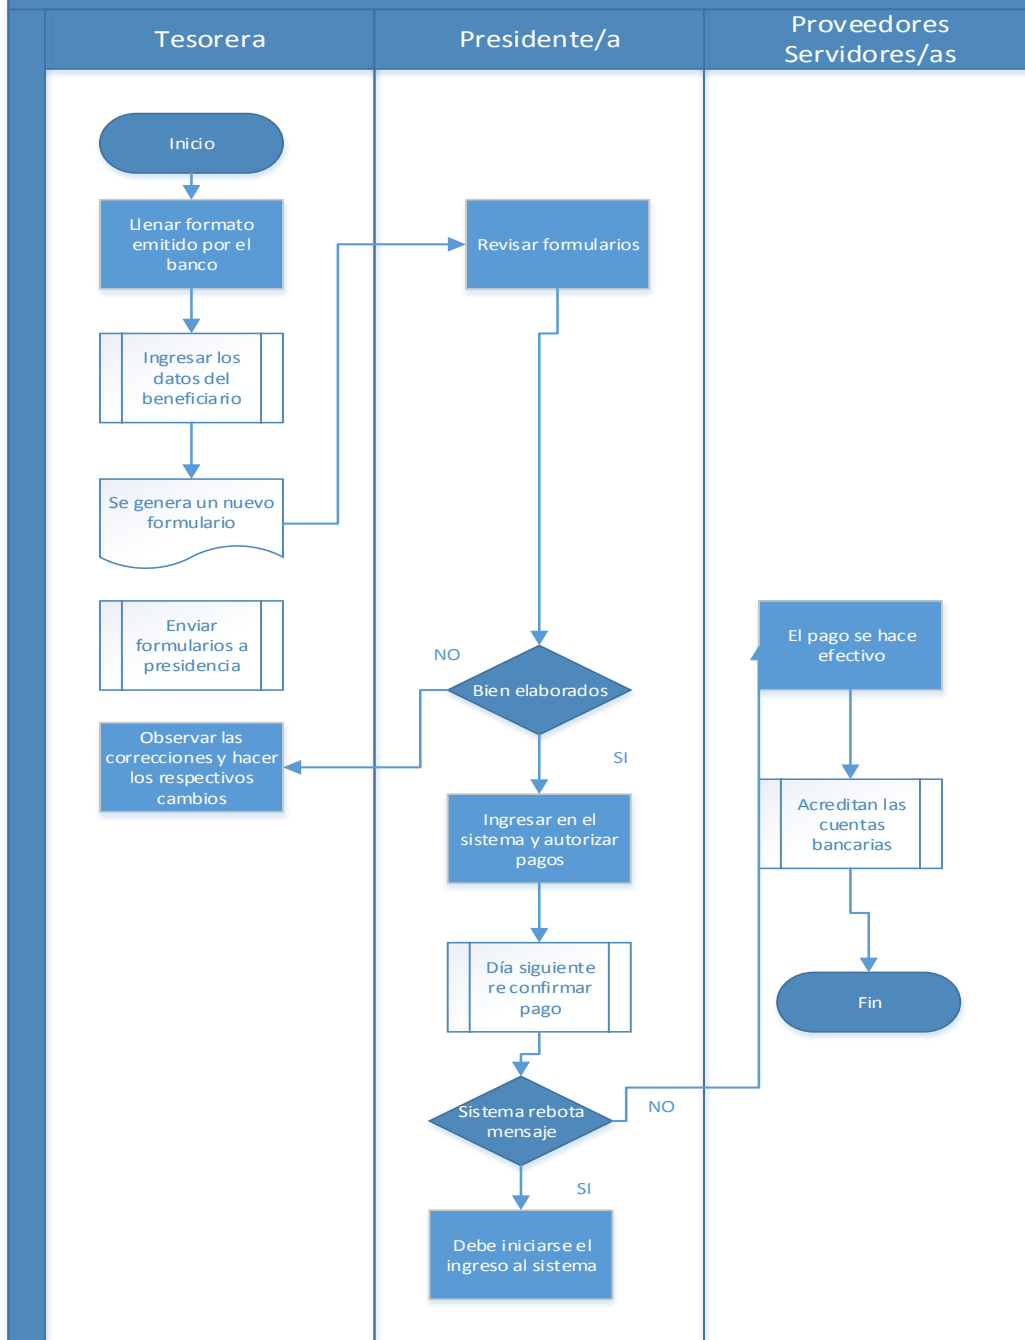 Tesorera
Presidente/a
Proveedores
Servidores/as
Inicio
Llenar formato
emitido por el
banco
Ingresar los
datos del
beneficiario
Se genera un nuevo
formulario
Enviar
formularios a
presidencia
Observar las
correcciones y hacer
los respectivos
cambios
Revisar formularios
NO
Bien elaborados
SI
Ingresar en el
sistema y autorizar
pagos
Día siguiente
re confirmar
pago
Sistema rebota
mensaje
NO
SI
Debe iniciarse el
ingreso al sistema
El pago se hace
efectivo
Acreditan las
cuentas
bancarias
Fin